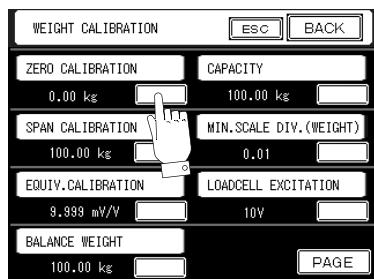 WEIGHT CALIBRATION ESC BACK
ZERO CALIBRATION CAPACITY
0.00 kg 100.00 kg
SPAN CALIBRATION MIN.SCALE DIV.(WEIGHT)
100.00 kg 0.01
EQUIV.CALIBRATION LOADCELL EXCITATION
9.999 mV/V 10V
BALANCE WEIGHT
100.00 kg PAGE